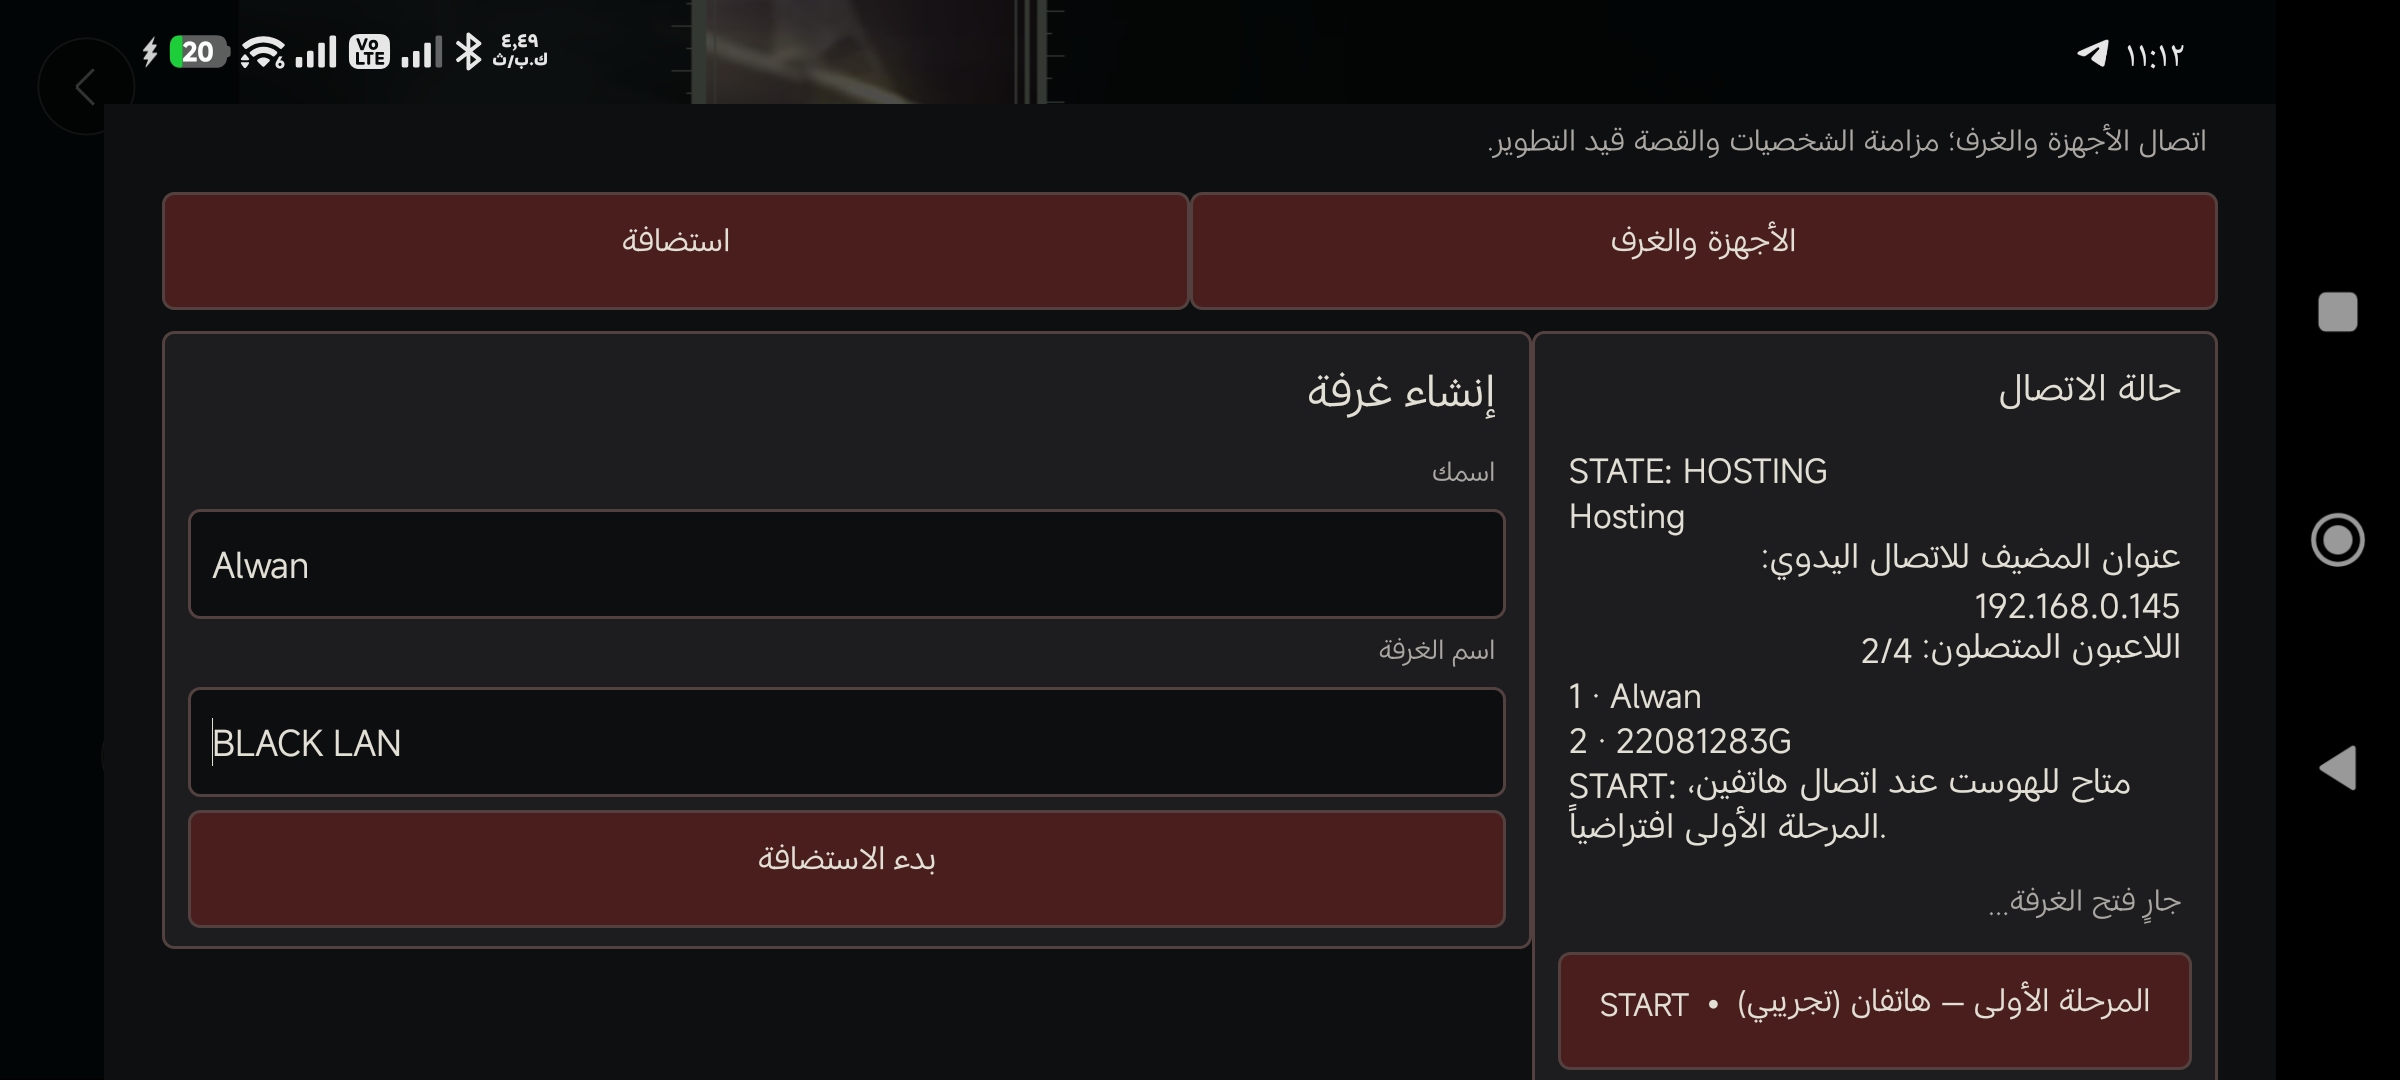 20
Vo
LTE
6
٤,٤٩
ك.ب/ث
١١:١٢
اتصال الأجهزة والغرف؛ مزامنة الشخصيات والقصة قيد التطوير.
الأجهزة والغرف
استضافة
حالة الاتصال
STATE: HOSTING
Hosting
عنوان المضيف للاتصال اليدوي:
192.168.0.145
اللاعبون المتصلون: 2/4
1 · Alwan
2 · 22081283G
START: متاح للهوست عند اتصال هاتفين،
المرحلة الأولى افتراضياً.
جارٍ فتح الغرفة...
المرحلة الأولى — هاتفان (تجريبي) • START
إنشاء غرفة
اسمك
Alwan
اسم الغرفة
BLACK LAN
بدء الاستضافة